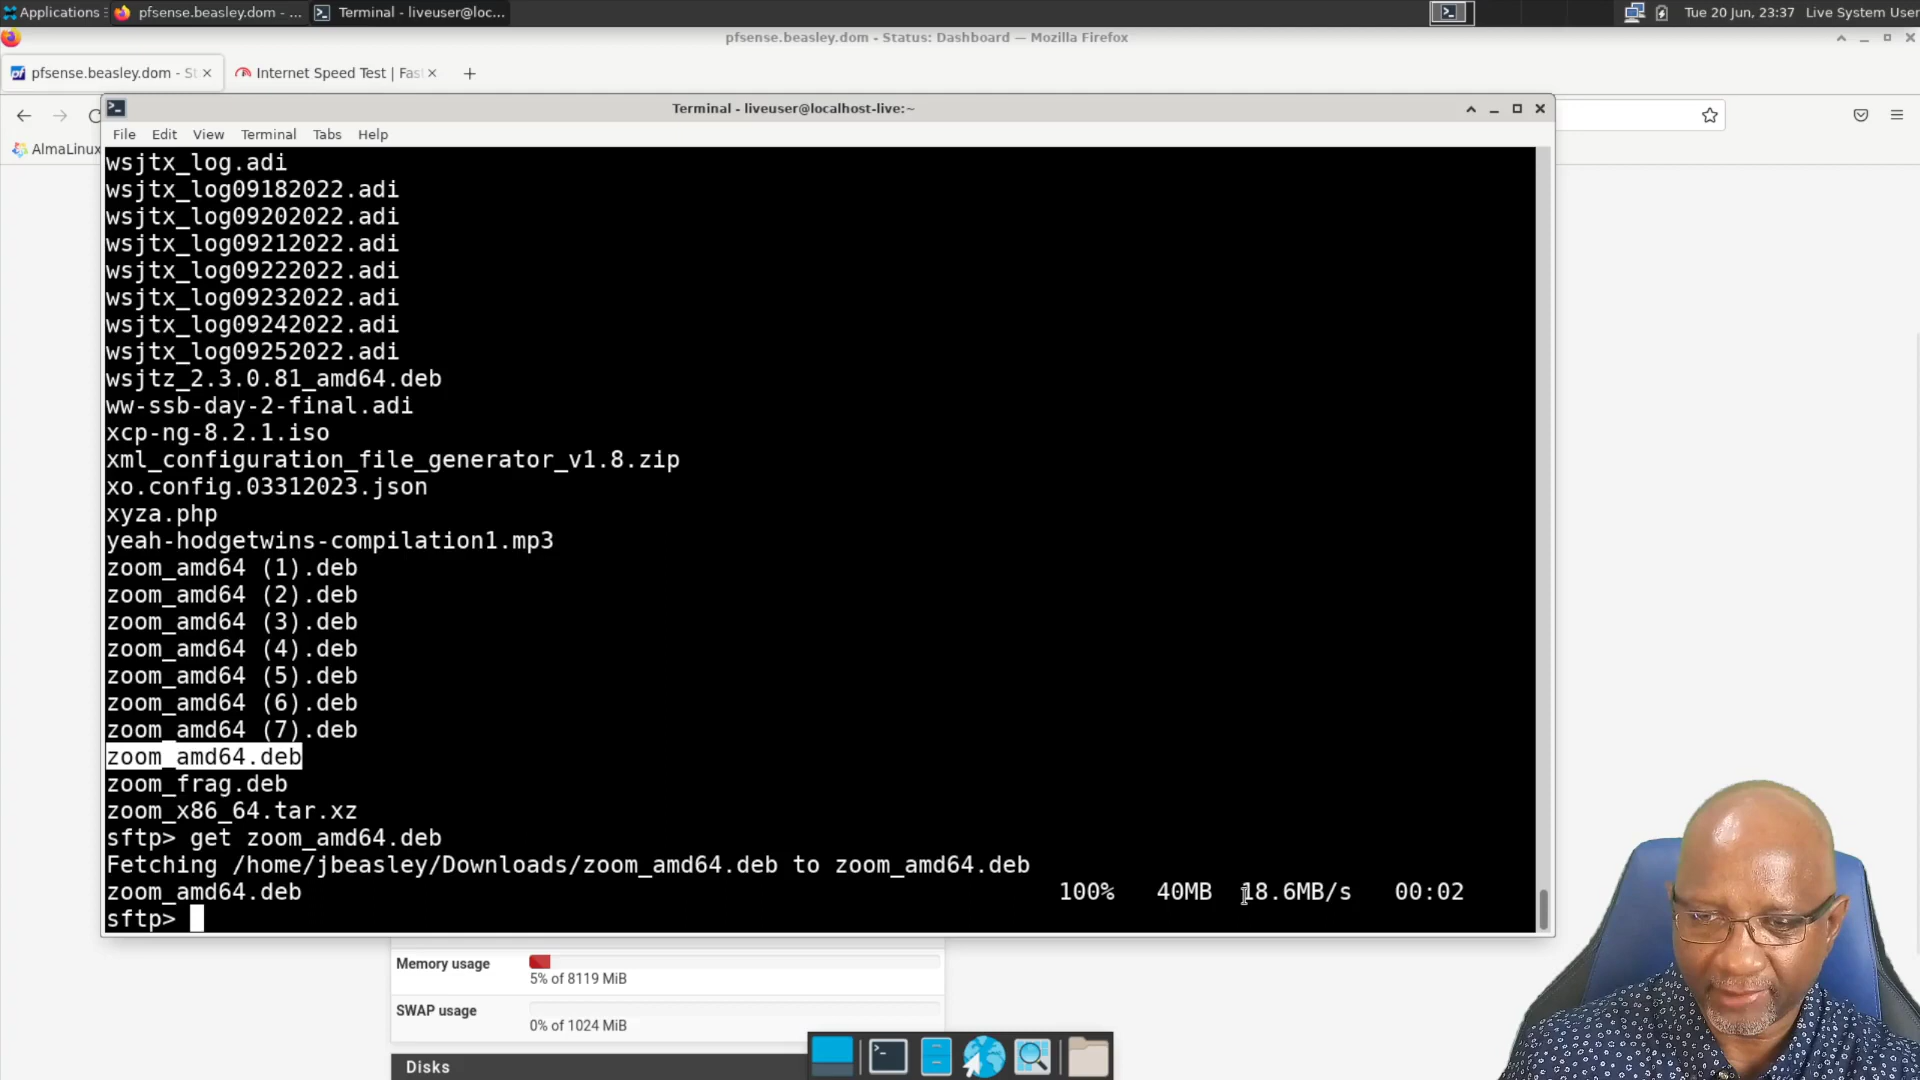 Applications
pfsense.beasley.dom - ...
Terminal - liveuser@loc...
Tue 20 Jun, 23:37
Live System User
pfsense.beasley.dom - Status: Dashboard — Mozilla Firefox
pfsense.beasley.dom - St
Internet Speed Test | Fas
Terminal - liveuser@localhost-live:~
File Edit View Terminal Tabs Help
AlmaLinux
wsjtx_log.adi
wsjtx_log09182022.adi
wsjtx_log09202022.adi
wsjtx_log09212022.adi
wsjtx_log09222022.adi
wsjtx_log09232022.adi
wsjtx_log09242022.adi
wsjtx_log09252022.adi
wsjtz_2.3.0.81_amd64.deb
ww-ssb-day-2-final.adi
xcp-ng-8.2.1.iso
xml_configuration_file_generator_v1.8.zip
xo.config.03312023.json
xyza.php
yeah-hodgetwins-compilation1.mp3
zoom_amd64 (1).deb
zoom_amd64 (2).deb
zoom_amd64 (3).deb
zoom_amd64 (4).deb
zoom_amd64 (5).deb
zoom_amd64 (6).deb
zoom_amd64 (7).deb
zoom_amd64.deb
zoom_frag.deb
zoom_x86_64.tar.xz
sftp> get zoom_amd64.deb
Fetching /home/jbeasley/Downloads/zoom_amd64.deb to zoom_amd64.deb
zoom_amd64.deb 100% 40MB 18.6MB/s 00:02
sftp>
Memory usage
5% of 8119 MiB
SWAP usage
0% of 1024 MiB
Disks